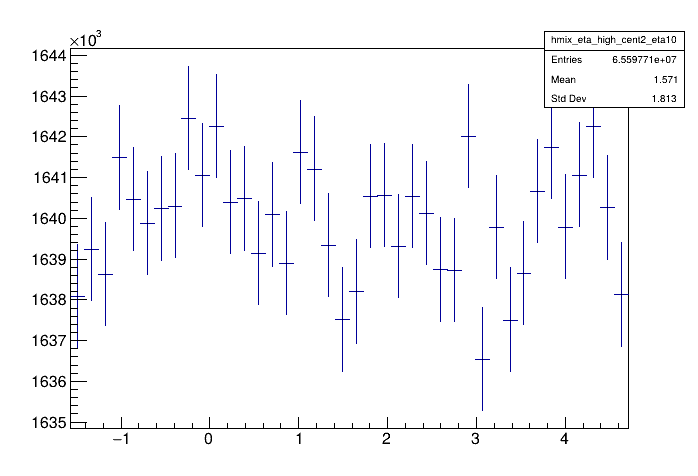 ×10³
hmix_eta_high_cent2_eta10
Entries 6.559771e+07
Mean 1.571
Std Dev 1.813
1644
1643
1642
1641
1640
1639
1638
1637
1636
1635
−1 0 1 2 3 4